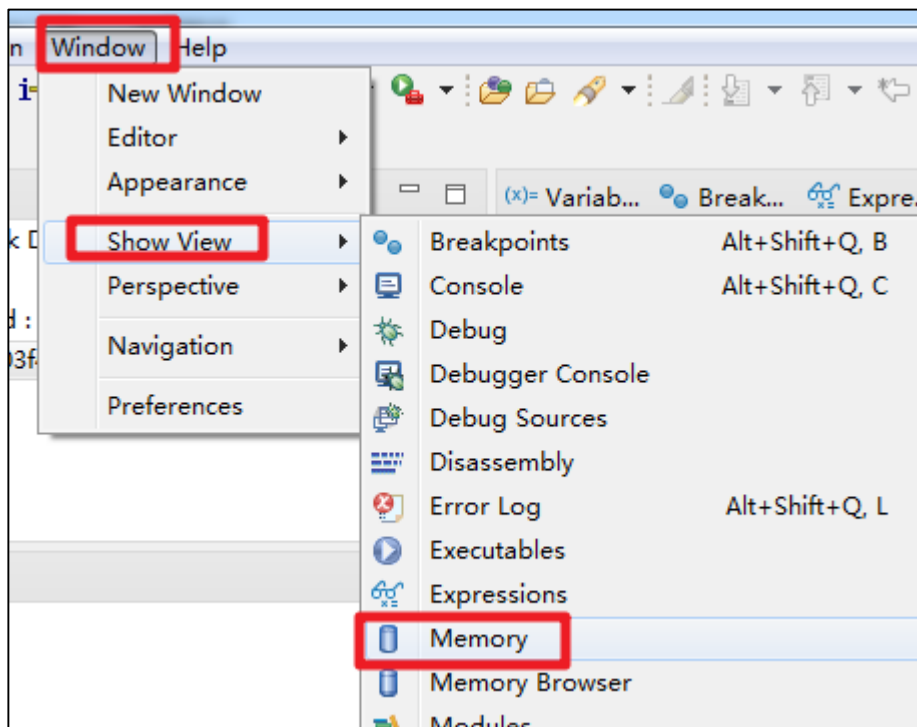 n Window Help
New Window
Editor
Appearance
(x)= Variab... Break... Expre.
Show View
Breakpoints Alt+Shift+Q, B
Perspective
Console Alt+Shift+Q, C
Debug
Navigation
Debugger Console
Preferences
Debug Sources
Disassembly
Error Log Alt+Shift+Q, L
Executables
Expressions
Memory
Memory Browser
Modules